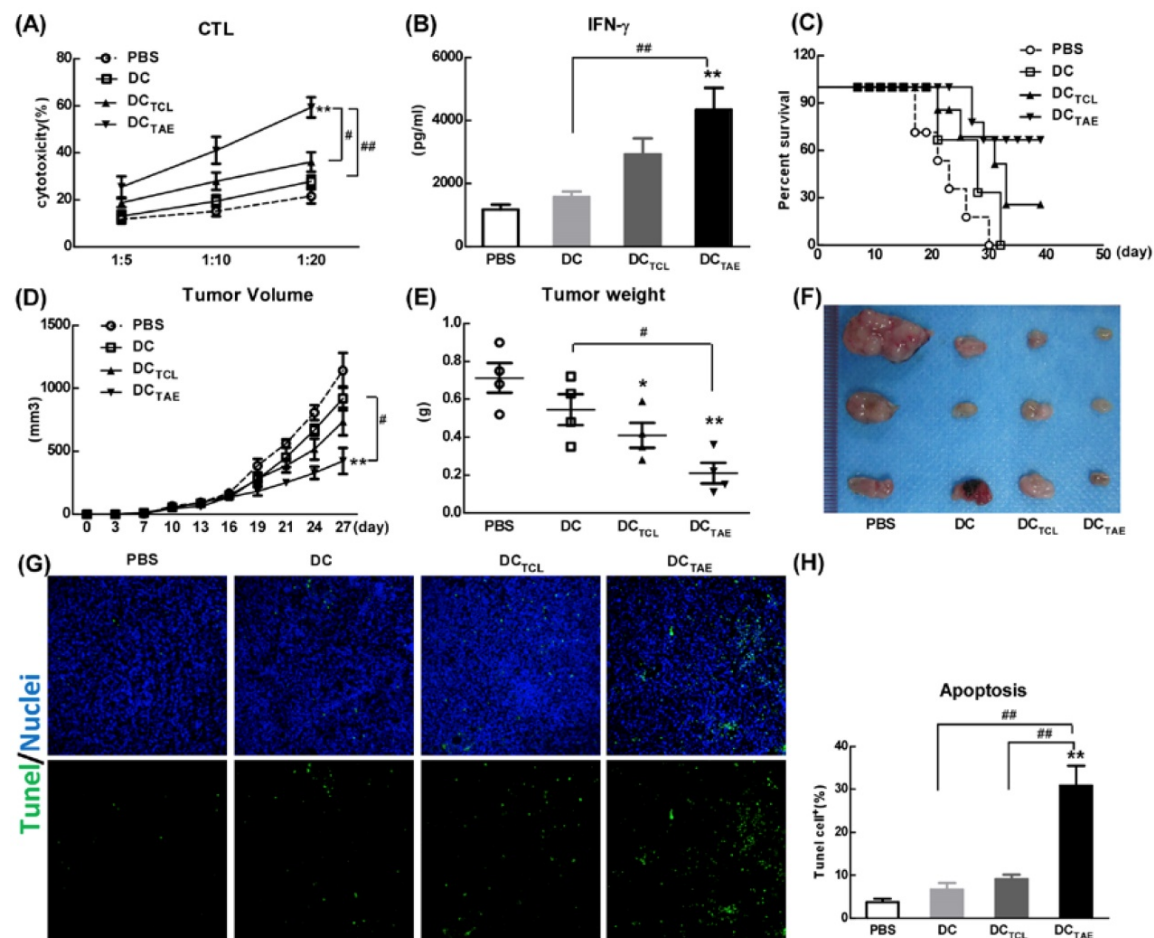 (A)
CTL
80
60
40
20
0
cytotoxicity(%)
PBS
DC
DCTCL
DCTAE
**
#
##
1:5 1:10 1:20
(B)
IFN-γ
6000
4000
2000
0
(pg/ml)
##
**
PBS DC DCTCL DCTAE
(C)
120
90
60
30
0
Percent survival
PBS
DC
DCTCL
DCTAE
0 10 20 30 40 50 (day)
(D)
Tumor Volume
1500
1000
500
0
(mm3)
PBS
DC
DCTCL
DCTAE
#
**
0 3 7 10 13 16 19 21 24 27(day)
(E)
Tumor weight
1.0
0.8
0.6
0.4
0.2
0.0
(g)
#
*
**
PBS DC DCTCL DCTAE
(F)
PBS DC DCTCL DCTAE
(G)
PBS DC DCTCL DCTAE
Tunel/Nuclei
(H)
Apoptosis
40
30
20
10
0
Tunel cell+(%)
##
##
**
PBS DC DCTCL DCTAE